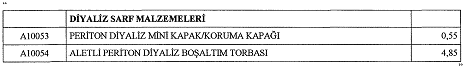 "
DİYALİZ SARF MALZEMELERİ
A10053 PERİTON DİYALİZ MİNİ KAPAK/KORUMA KAPAĞI 0,55
A10054 ALETLİ PERİTON DİYALİZ BOŞALTIM TORBASI 4,85
"